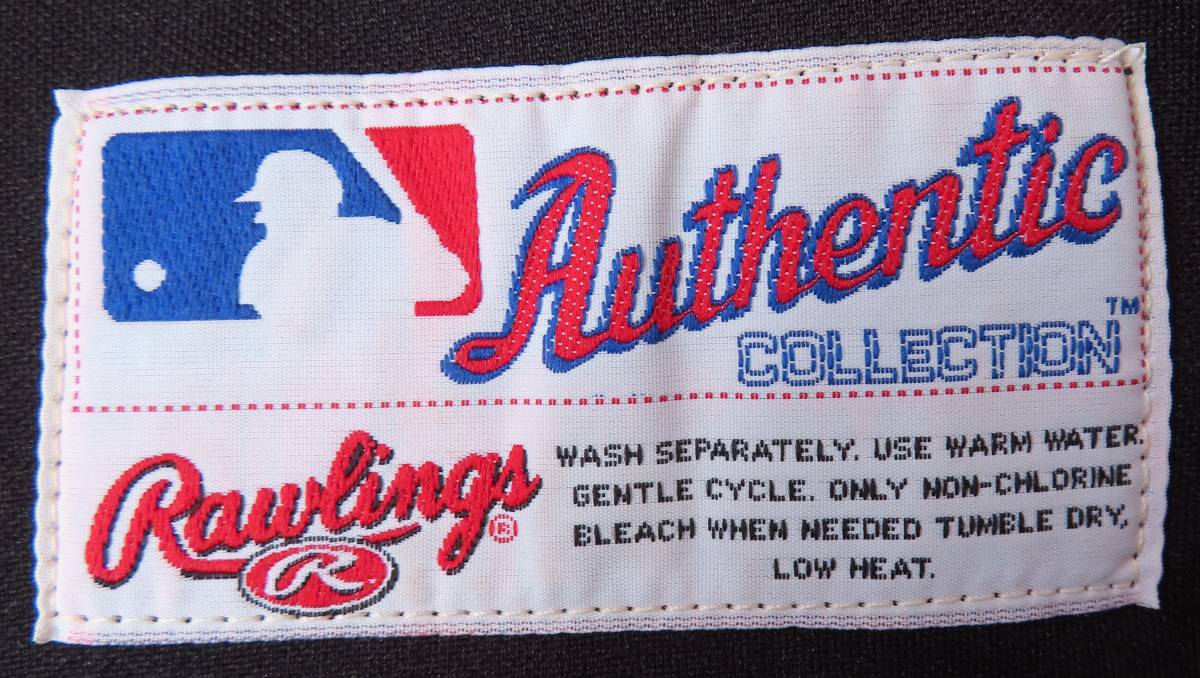 Authentic
COLLECTION™
Rawlings®
R
WASH SEPARATELY. USE WARM WATER.
GENTLE CYCLE. ONLY NON-CHLORINE
BLEACH WHEN NEEDED TUMBLE DRY,
LOW HEAT.